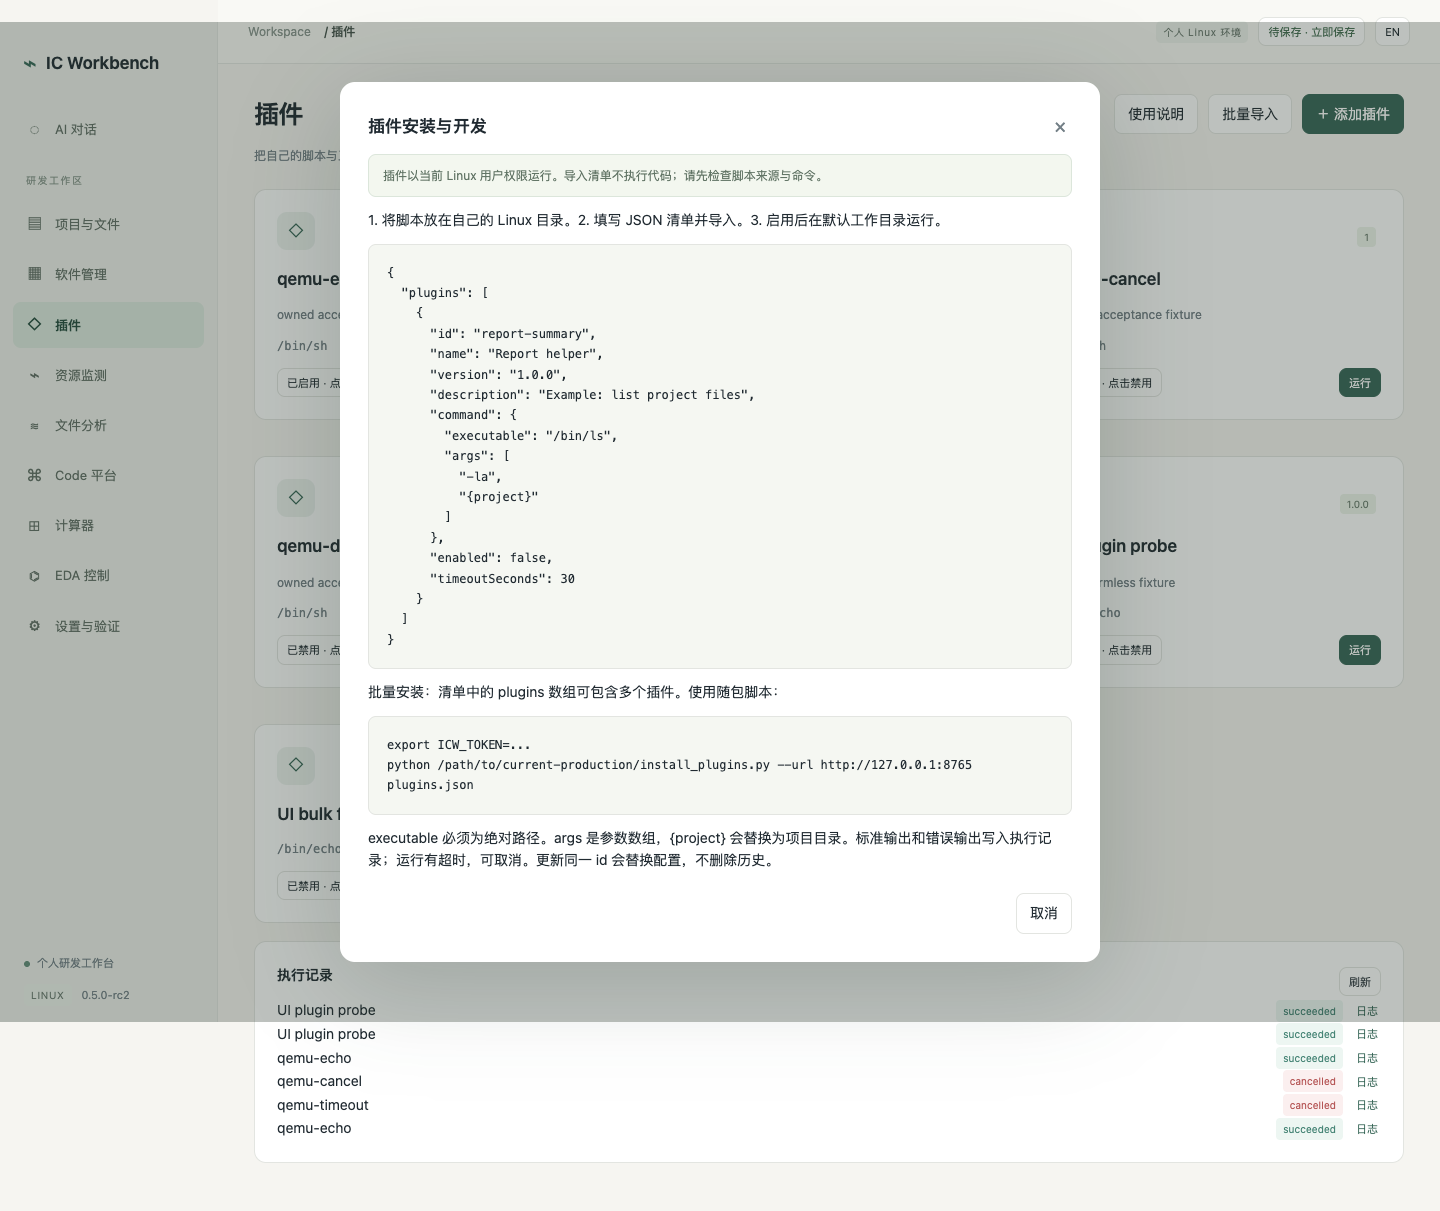 Workspace / 插件
个人 Linux 环境
待保存 · 立即保存
EN
IC Workbench
AI 对话
研发工作区
项目与文件
软件管理
插件
资源监测
文件分析
Code 平台
计算器
EDA 控制
设置与验证
个人研发工作台
LINUX 0.5.0-rc2
插件
把自己的脚本与
使用说明
批量导入
+ 添加插件
qemu-e
owned acc
/bin/sh
已启用 · 点
1
-cancel
acceptance fixture
h
· 点击禁用
运行
qemu-d
owned acc
/bin/sh
已禁用 · 点
1.0.0
gin probe
rmless fixture
cho
· 点击禁用
运行
UI bulk f
/bin/echo
已禁用 · 点
插件安装与开发
×
插件以当前 Linux 用户权限运行。导入清单不执行代码；请先检查脚本来源与命令。
1. 将脚本放在自己的 Linux 目录。2. 填写 JSON 清单并导入。3. 启用后在默认工作目录运行。
{
  "plugins": [
    {
      "id": "report-summary",
      "name": "Report helper",
      "version": "1.0.0",
      "description": "Example: list project files",
      "command": {
        "executable": "/bin/ls",
        "args": [
          "-la",
          "{project}"
        ]
      },
      "enabled": false,
      "timeoutSeconds": 30
    }
  ]
}
批量安装：清单中的 plugins 数组可包含多个插件。使用随包脚本：
export ICW_TOKEN=...
python /path/to/current-production/install_plugins.py --url http://127.0.0.1:8765
plugins.json
executable 必须为绝对路径。args 是参数数组，{project} 会替换为项目目录。标准输出和错误输出写入执行记
录；运行有超时，可取消。更新同一 id 会替换配置，不删除历史。
取消
执行记录
刷新
UI plugin probe succeeded 日志
UI plugin probe succeeded 日志
qemu-echo succeeded 日志
qemu-cancel cancelled 日志
qemu-timeout cancelled 日志
qemu-echo succeeded 日志